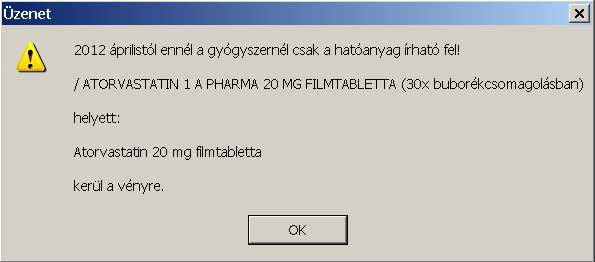 Üzenet
2012 áprilistól ennél a gyógyszernél csak a hatóanyag írható fel!
/ ATORVASTATIN 1 A PHARMA 20 MG FILMTABLETTA (30x buborékcsomagolásban)
helyett:
Atorvastatin 20 mg filmtabletta
kerül a vényre.
OK